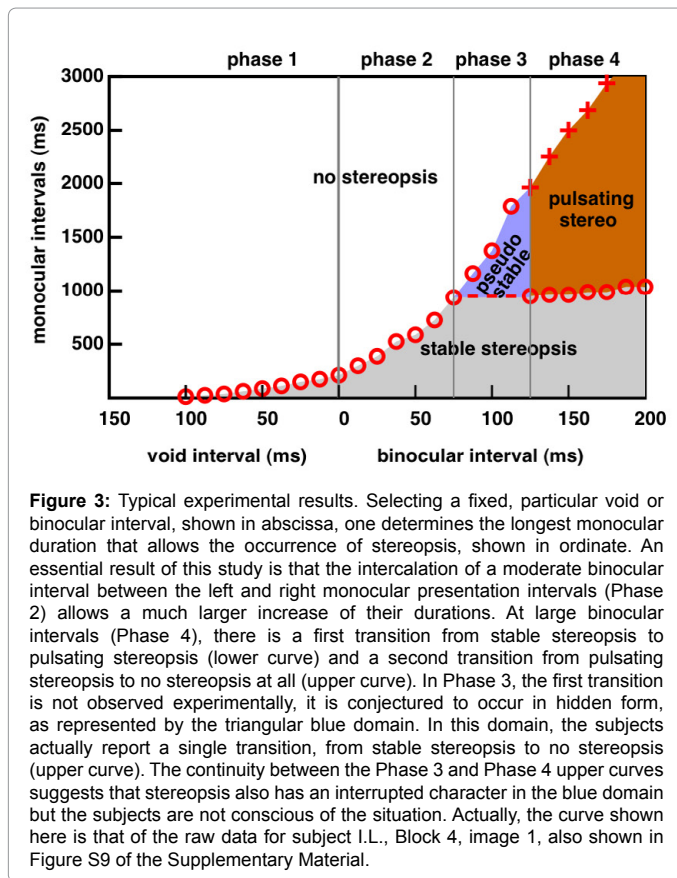 phase 1 phase 2 phase 3 phase 4
3000
2500
2000
1500
1000
500
monocular intervals (ms)
no stereopsis
pseudo
stable
pulsating
stereo
stable stereopsis
150 100 50 0 50 100 150 200
void interval (ms) binocular interval (ms)
Figure 3: Typical experimental results. Selecting a fixed, particular void or
binocular interval, shown in abscissa, one determines the longest monocular
duration that allows the occurrence of stereopsis, shown in ordinate. An
essential result of this study is that the intercalation of a moderate binocular
interval between the left and right monocular presentation intervals (Phase
2) allows a much larger increase of their durations. At large binocular
intervals (Phase 4), there is a first transition from stable stereopsis to
pulsating stereopsis (lower curve) and a second transition from pulsating
stereopsis to no stereopsis at all (upper curve). In Phase 3, the first transition
is not observed experimentally, it is conjectured to occur in hidden form,
as represented by the triangular blue domain. In this domain, the subjects
actually report a single transition, from stable stereopsis to no stereopsis
(upper curve). The continuity between the Phase 3 and Phase 4 upper curves
suggests that stereopsis also has an interrupted character in the blue domain
but the subjects are not conscious of the situation. Actually, the curve shown
here is that of the raw data for subject I.L., Block 4, image 1, also shown in
Figure S9 of the Supplementary Material.